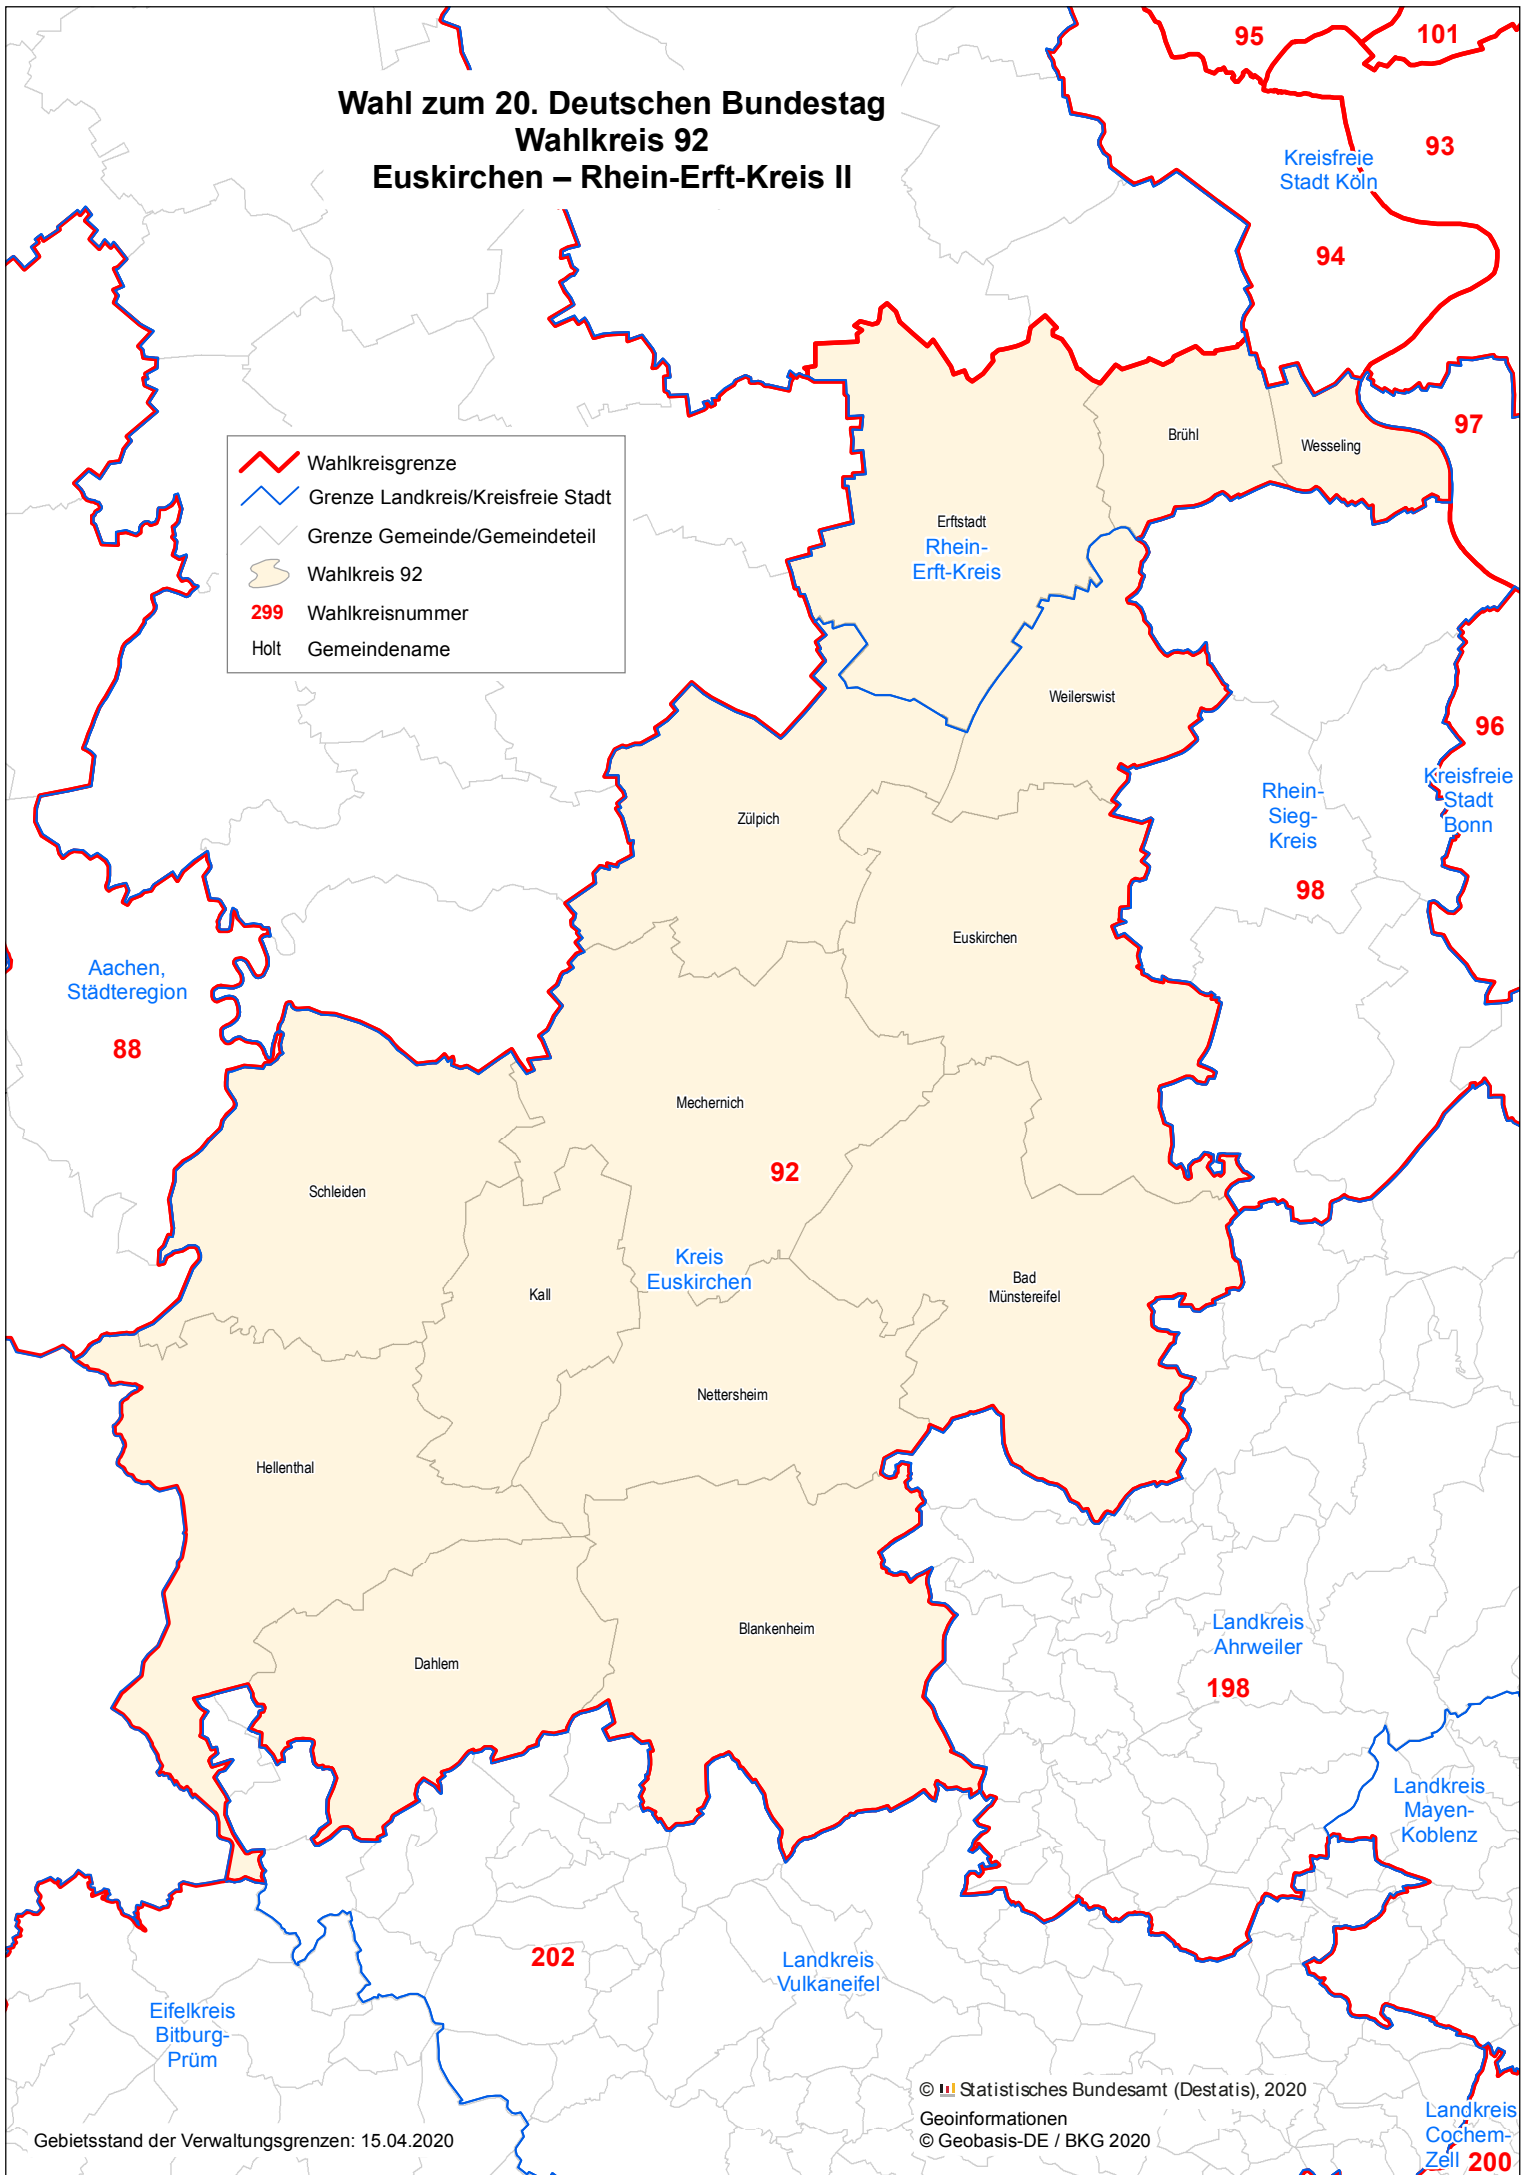 Wahl zum 20. Deutschen Bundestag
Wahlkreis 92
Euskirchen – Rhein-Erft-Kreis II
95
101
93
Kreisfreie
Stadt Köln
94
97
Wahlkreisgrenze
Grenze Landkreis/Kreisfreie Stadt
Grenze Gemeinde/Gemeindeteil
Wahlkreis 92
299 Wahlkreisnummer
Holt Gemeindename
Brühl
Wesseling
Erftstadt
Rhein-
Erft-Kreis
Weilerswist
96
Kreisfreie
Stadt
Bonn
Rhein-
Sieg-
Kreis
98
Zülpich
Euskirchen
Aachen,
Städteregion
88
Mechernich
92
Schleiden
Kreis
Euskirchen
Kall
Bad
Münstereifel
Nettersheim
Hellenthal
Blankenheim
Dahlem
Landkreis
Ahrweiler
198
Landkreis
Mayen-
Koblenz
202
Landkreis
Vulkaneifel
Eifelkreis
Bitburg-
Prüm
© Statistisches Bundesamt (Destatis), 2020
Geoinformationen
© Geobasis-DE / BKG 2020
Landkreis
Cochem-
Zell 200
Gebietsstand der Verwaltungsgrenzen: 15.04.2020